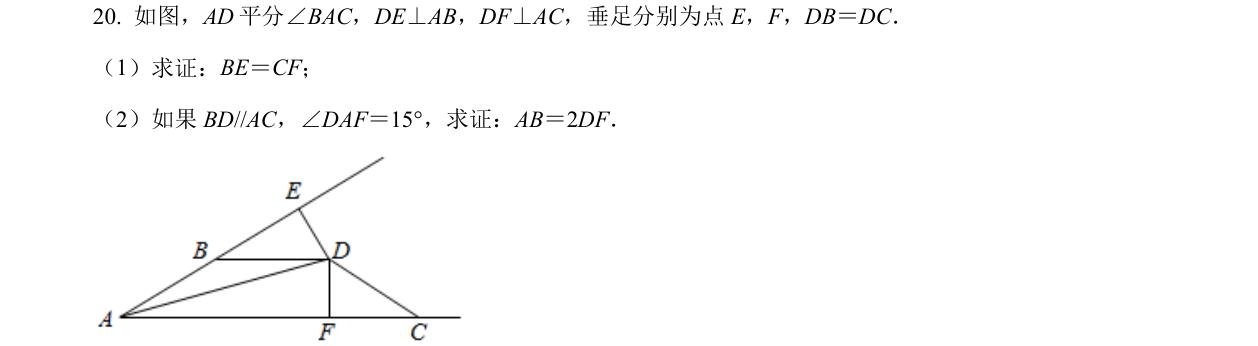 20. 如图，AD 平分∠BAC，DE⊥AB，DF⊥AC，垂足分别为点 E，F，DB＝DC．
（1）求证：BE＝CF；
（2）如果 BD//AC，∠DAF＝15°，求证：AB＝2DF．
E
B
D
A
F
C